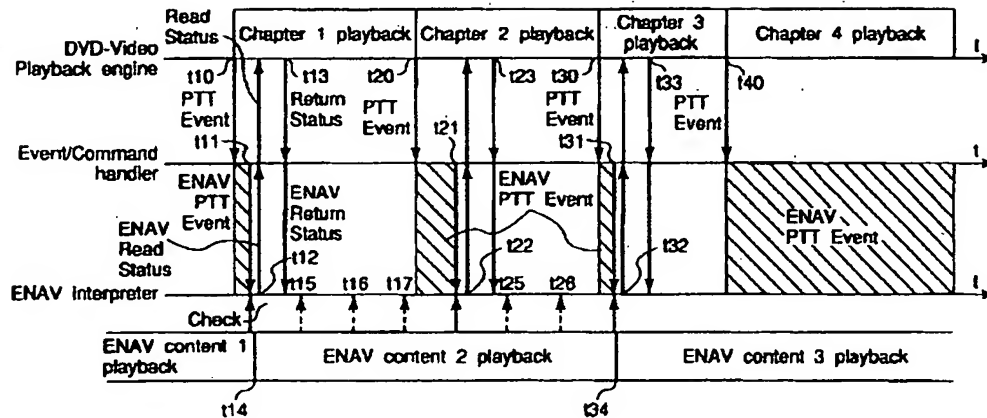 Read
Status
Chapter 1 playback
Chapter 2 playback
Chapter 3
playback
Chapter 4 playback
DVD-Video
Playback engine
t
t10
t13
t20
t23
t30
t33
t40
PTT
Event
Return
Status
PTT
Event
PTT
Event
PTT
Event
t11
t21
t31
Event/Command
handler
t
ENAV
PTT
Event
ENAV
Return
Status
ENAV
PTT Event
ENAV
PTT Event
ENAV
Read
Status
t12
t22
t32
t15
t16
t17
t25
t26
ENAV Interpreter
t
Check
ENAV content 1
playback
ENAV content 2 playback
ENAV content 3 playback
t14
t34